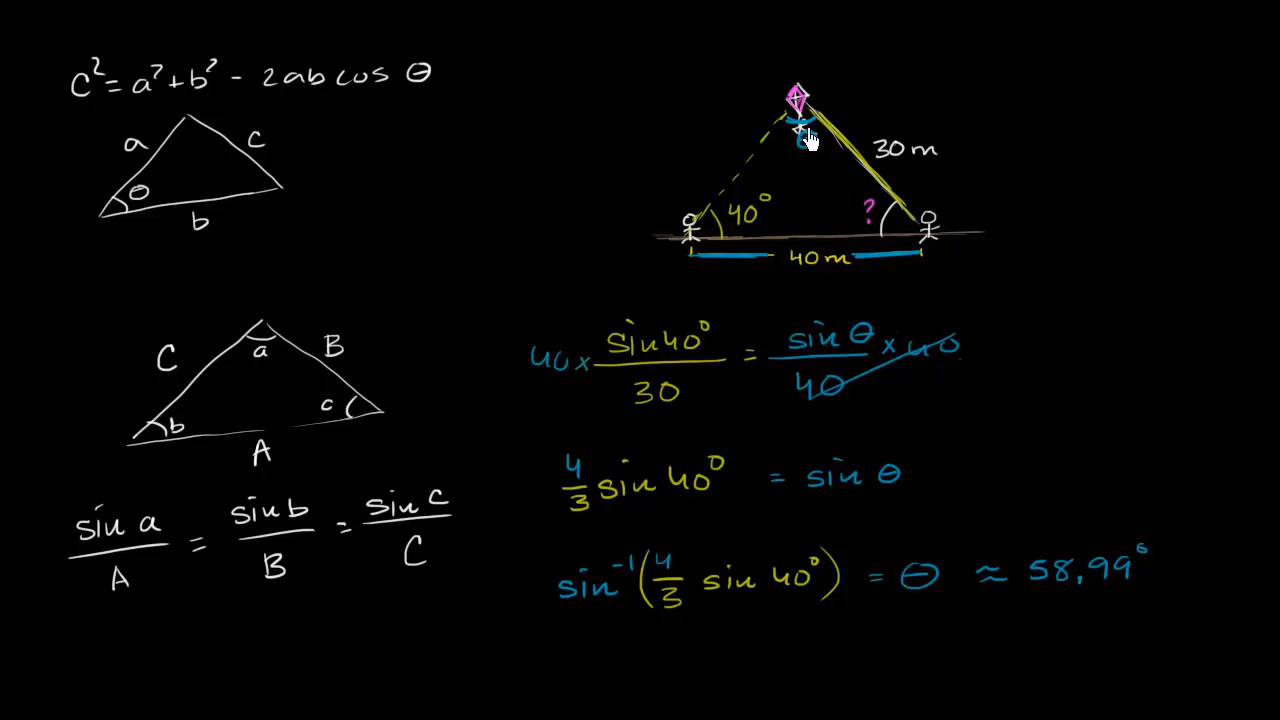 C² = a² + b² - 2ab cos θ
a
c
θ
b
30 m
40°
?
40 m
C
B
a
b
c
A
sin a / A = sin b / B = sin c / C
40 × sin 40° / 30 = sin θ / 40 × 40
4/3 sin 40° = sin θ
sin⁻¹(4/3 sin 40°) = θ ≈ 58.99°